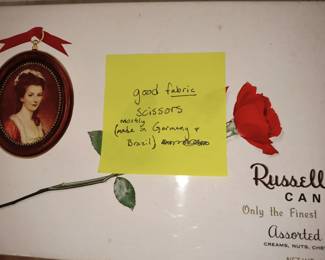 good fabric
scissors
mostly
(made in Germany +
Brazil)
Russell
CAN
Only the Finest
Assorted
CREAMS, NUTS, CHE